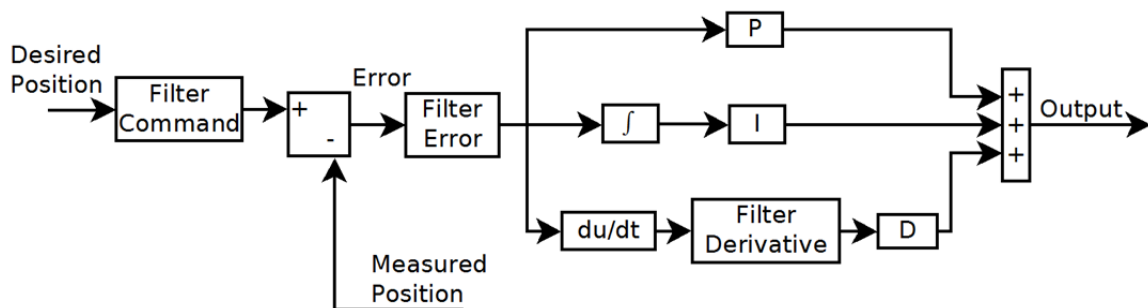 Desired
Position
Filter
Command
+
-
Error
Filter
Error
P
∫
I
du/dt
Filter
Derivative
D
+
+
+
Output
Measured
Position